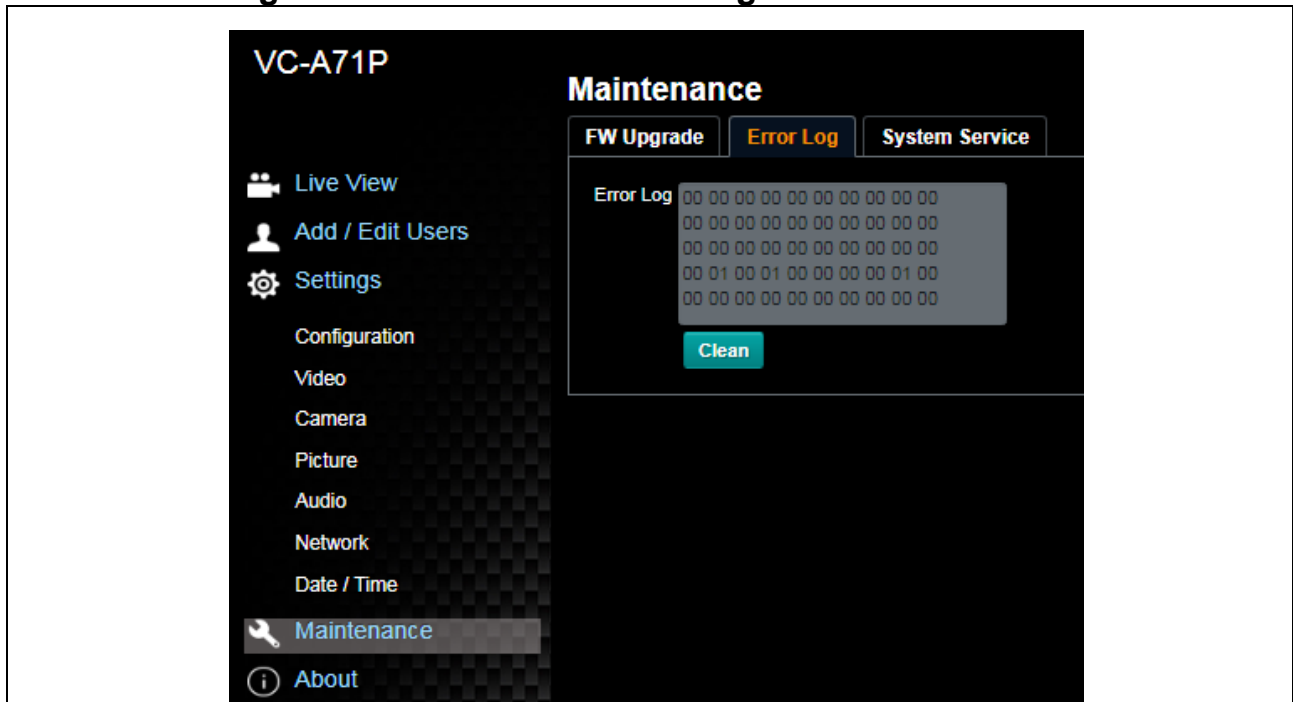 VC-A71P
Maintenance
FW Upgrade Error Log System Service
Live View
Add / Edit Users
Settings
Configuration
Video
Camera
Picture
Audio
Network
Date / Time
Maintenance
About
Error Log
00 00 00 00 00 00 00 00 00 00
00 00 00 00 00 00 00 00 00 00
00 00 00 00 00 00 00 00 00 00
00 01 00 01 00 00 00 00 01 00
00 00 00 00 00 00 00 00 00 00
Clean